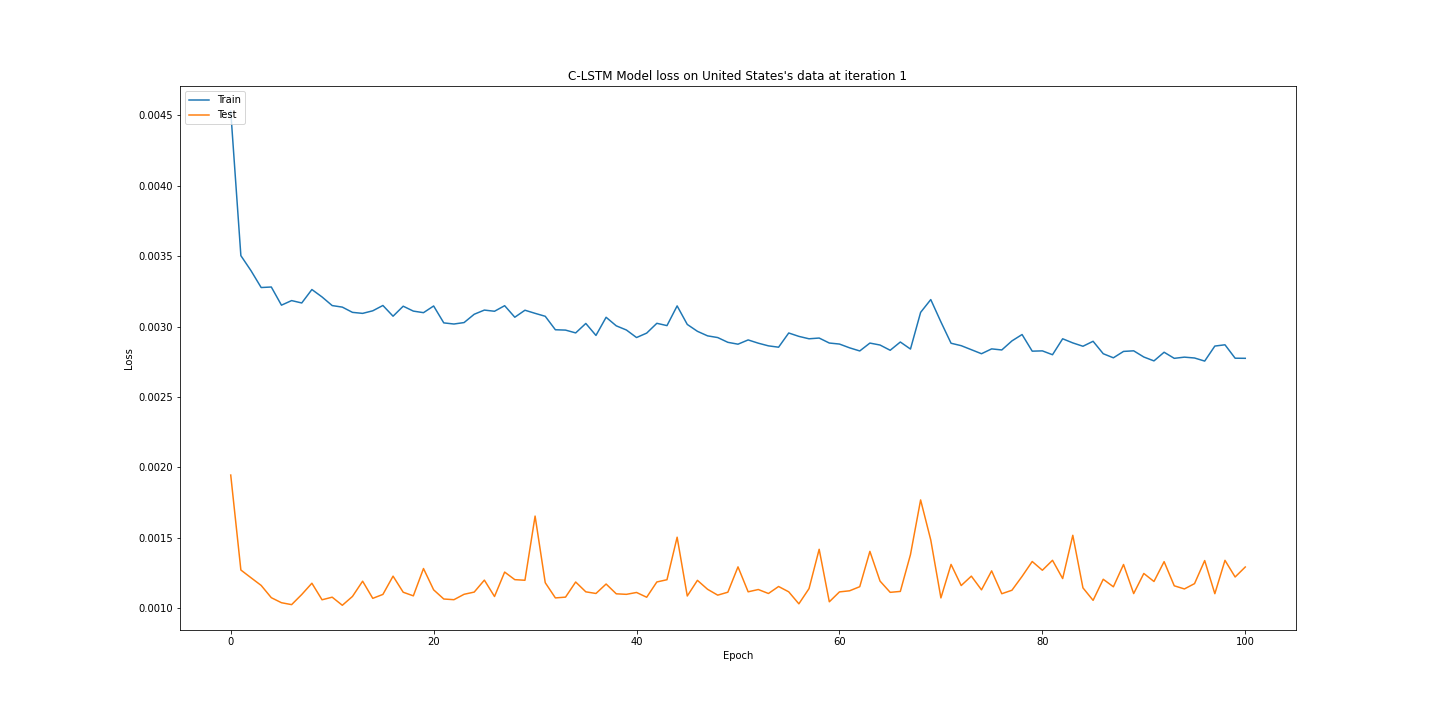 C-LSTM Model loss on United States's data at iteration 1
Train
Test
0.0045
0.0040
0.0035
0.0030
0.0025
0.0020
0.0015
0.0010
Loss
0 20 40 60 80 100
Epoch